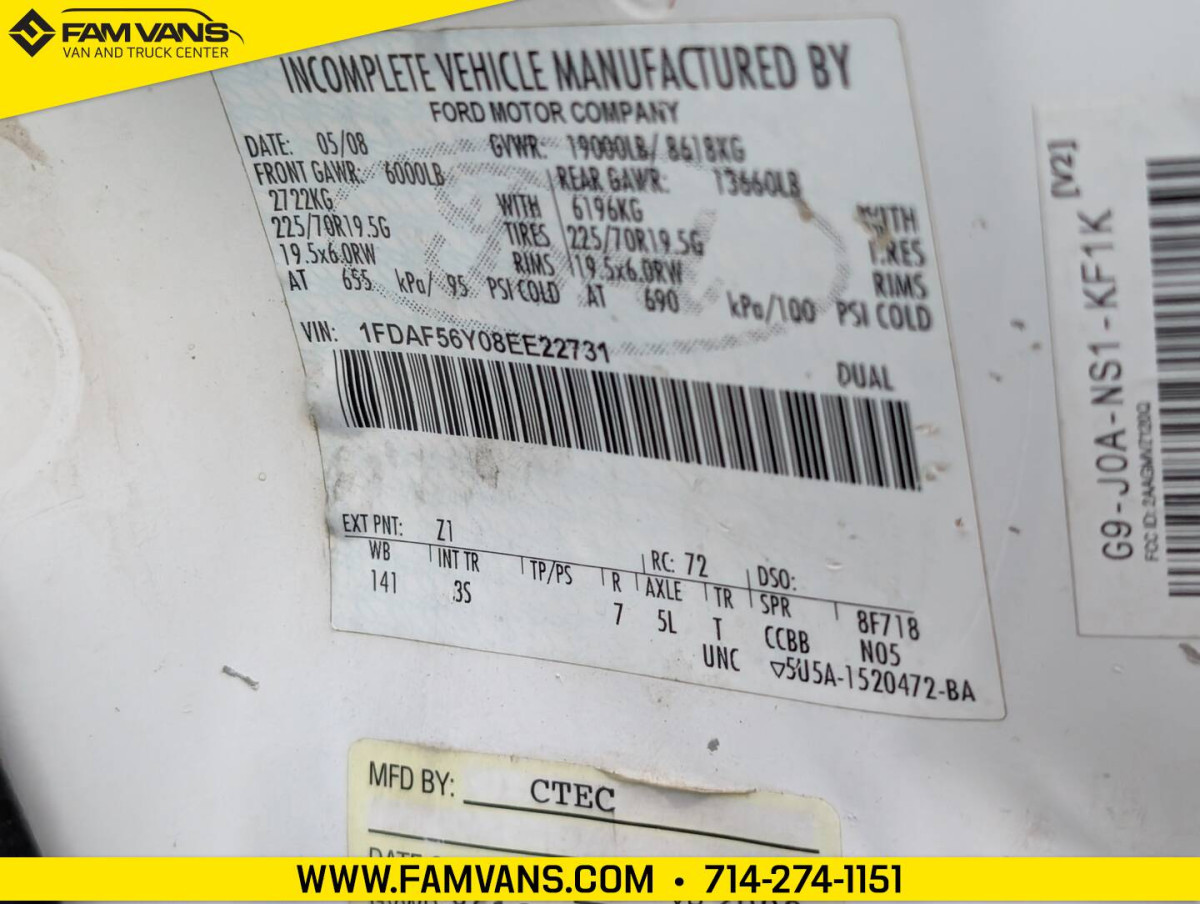 FAM VANS
VAN AND TRUCK CENTER
INCOMPLETE VEHICLE MANUFACTURED BY
FORD MOTOR COMPANY
DATE: 05/08 GVWR: 19000LB/ 8618KG
FRONT GAWR: 6000LB REAR GAWR: 13660LB
2722KG WITH 6196KG WITH
225/70R19.5G TIRES 225/70R19.5G TIRES
19.5x6.0RW RIMS 19.5x6.0RW RIMS
AT 655 kPa/ 95 PSI COLD AT 690 kPa/100 PSI COLD
VIN: 1FDAF56Y08EE22731
DUAL
EXT PNT: Z1 RC: 72 DSO:
WB INT TR TP/PS R AXLE TR SPR 8F718
141 3S 7 5L T CCBB N05
UNC ▽5U5A-1520472-BA
[V2]
G9-J0A-NS1-KF1K
MFD BY: CTEC
WWW.FAMVANS.COM • 714-274-1151